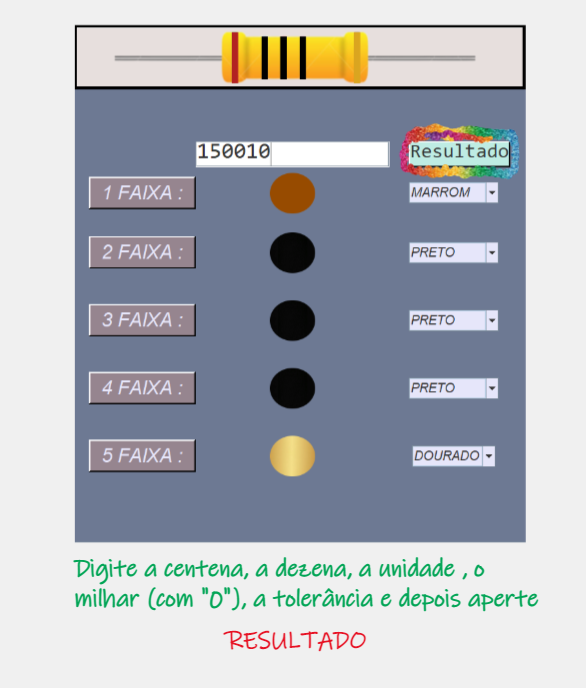 150010 Resultado
1 FAIXA : MARROM
2 FAIXA : PRETO
3 FAIXA : PRETO
4 FAIXA : PRETO
5 FAIXA : DOURADO
Digite a centena, a dezena, a unidade , o
milhar (com "0"), a tolerância e depois aperte
RESULTADO